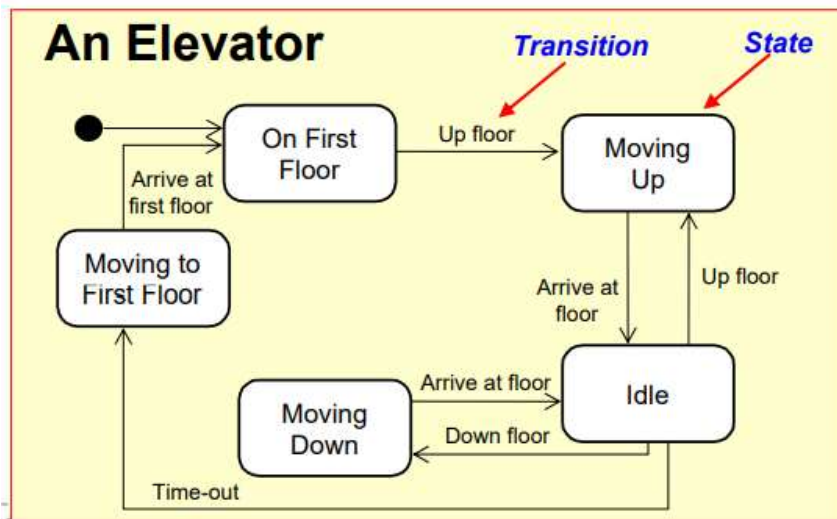 An Elevator
Transition
State
On First
Floor
Up floor
Moving
Up
Arrive at
first floor
Moving to
First Floor
Arrive at
floor
Up floor
Moving
Down
Arrive at floor
Down floor
Idle
Time-out